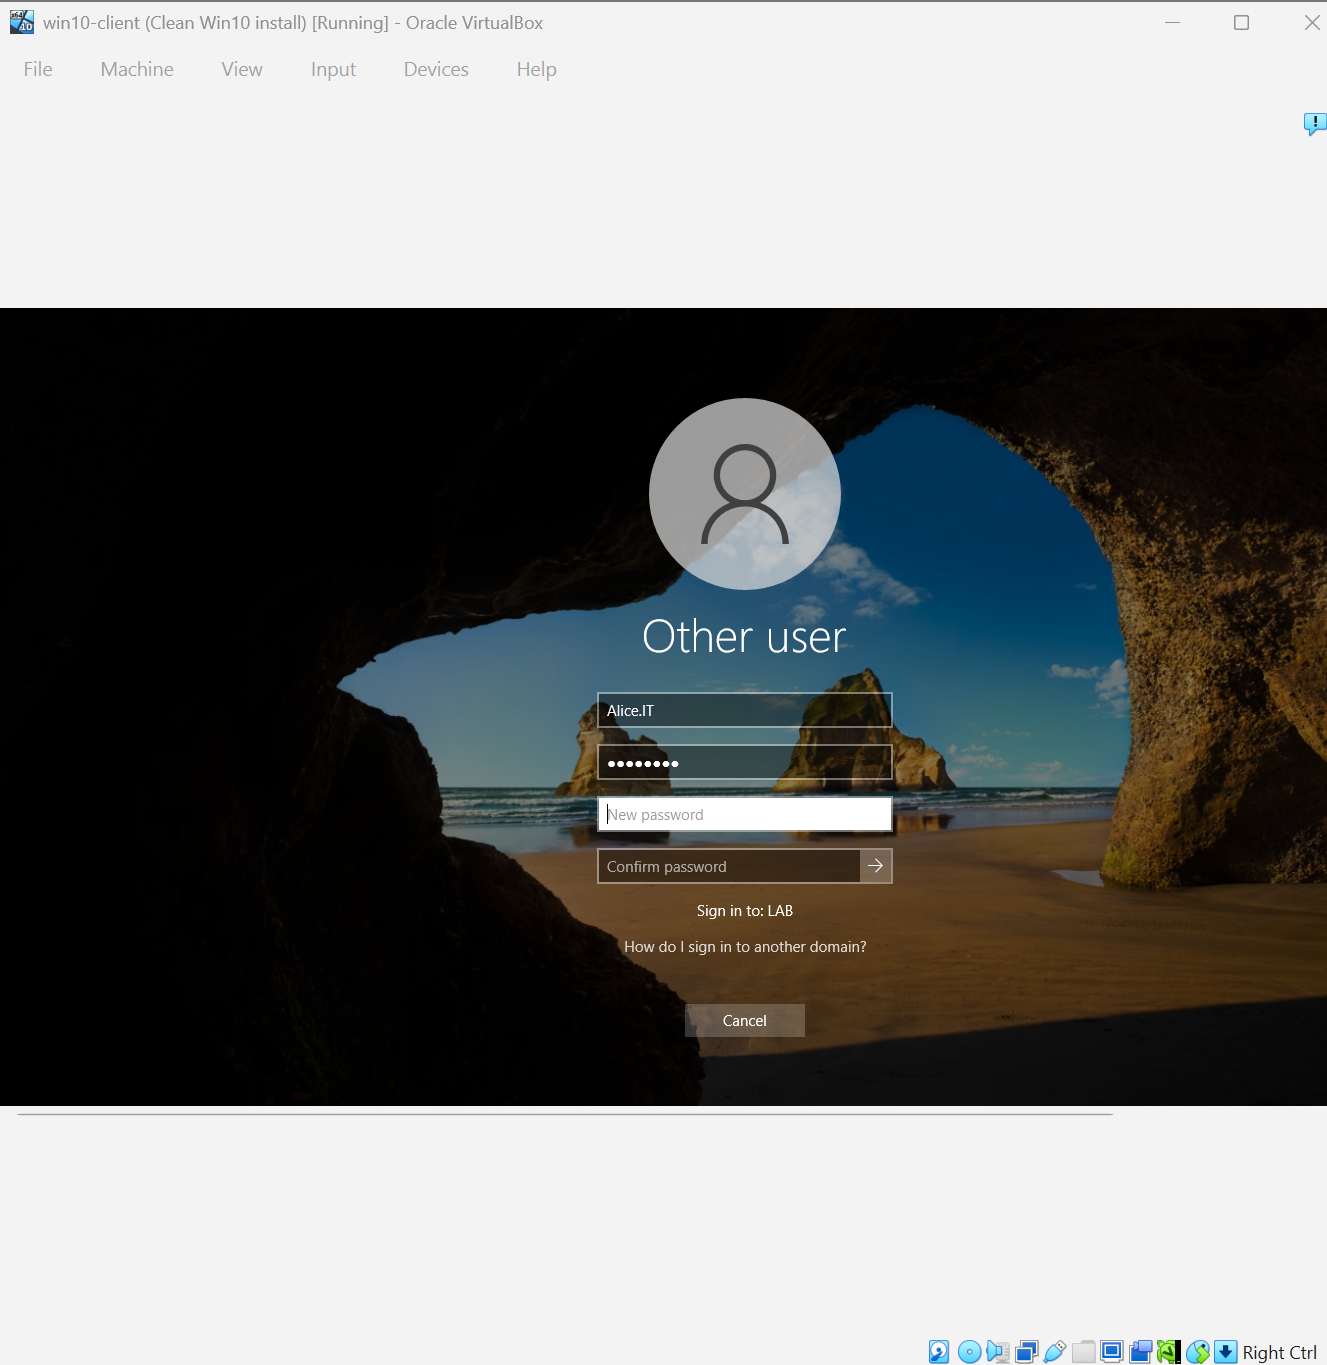 win10-client (Clean Win10 install) [Running] - Oracle VirtualBox
File Machine View Input Devices Help
Other user
Alice.IT
New password
Confirm password
Sign in to: LAB
How do I sign in to another domain?
Cancel
Right Ctrl